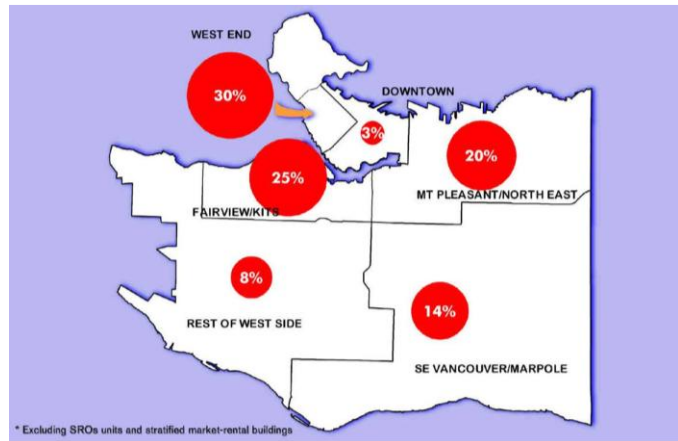 WEST END
30%
DOWNTOWN
3%
20%
MT PLEASANT/NORTH EAST
25%
FAIRVIEW/KITS
8%
REST OF WEST SIDE
14%
SE VANCOUVER/MARPOLE
* Excluding SROs units and stratified market-rental buildings